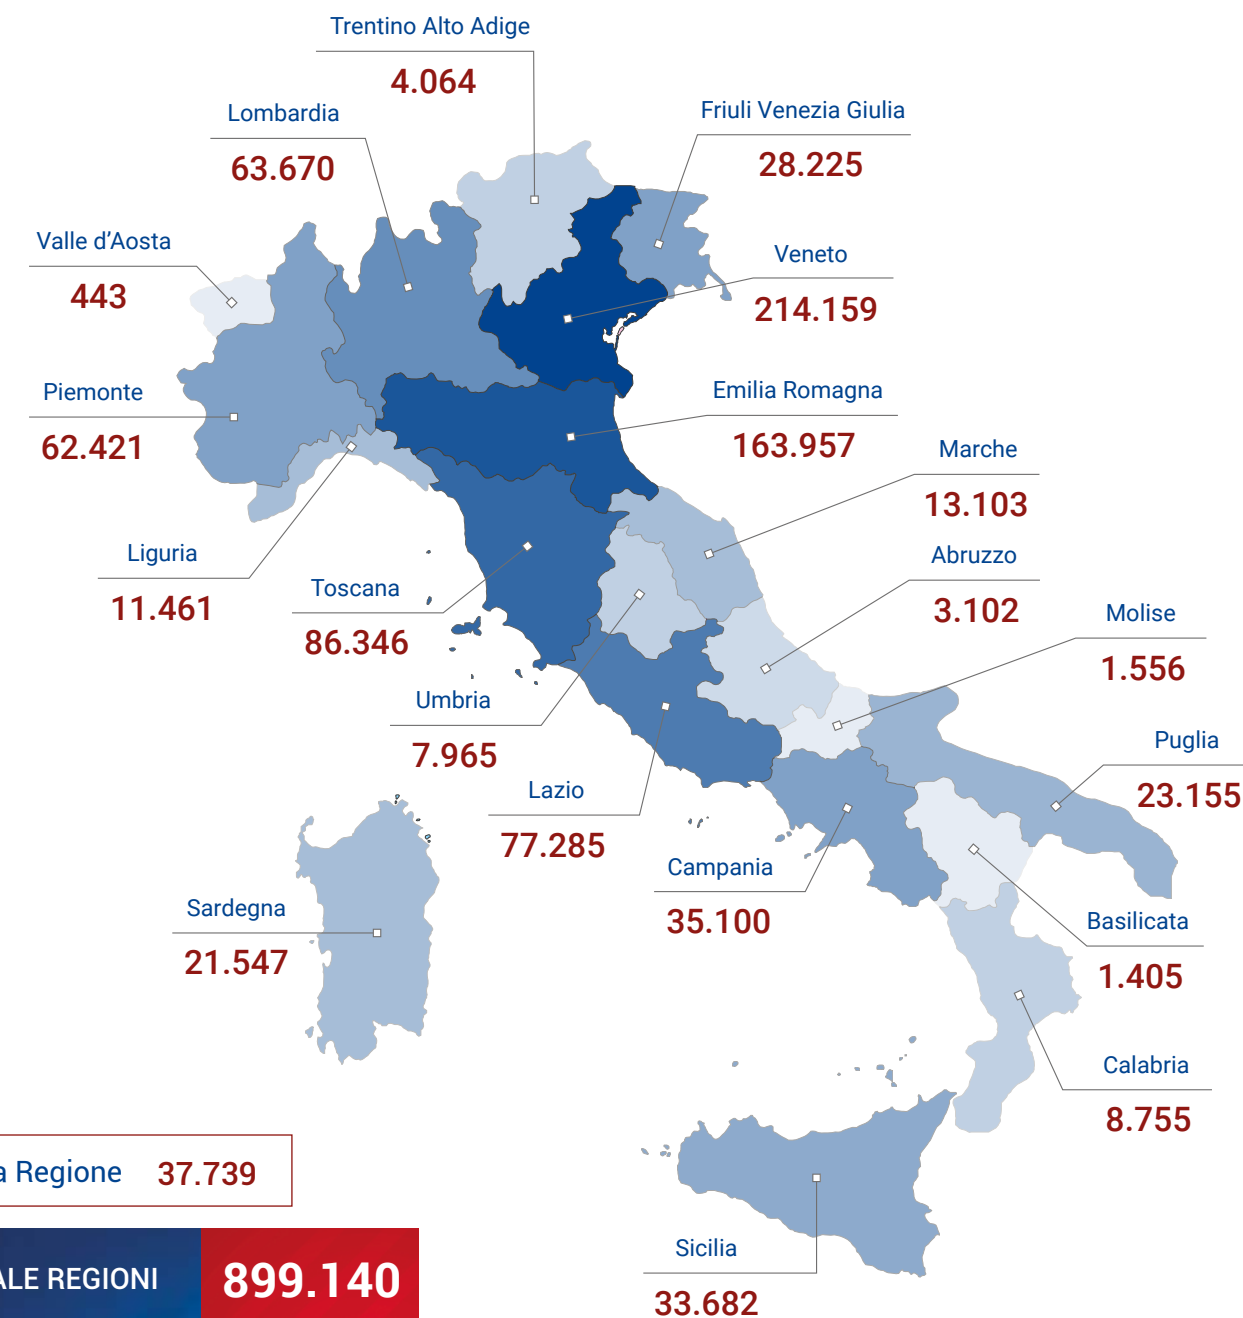 Trentino Alto Adige
4.064
Lombardia
63.670
Friuli Venezia Giulia
28.225
Valle d'Aosta
443
Veneto
214.159
Piemonte
62.421
Emilia Romagna
163.957
Marche
13.103
Liguria
11.461
Abruzzo
3.102
Toscana
86.346
Molise
1.556
Umbria
7.965
Puglia
23.155
Lazio
77.285
Campania
35.100
Sardegna
21.547
Basilicata
1.405
Calabria
8.755
a Regione 37.739
Sicilia
33.682
ALE REGIONI 899.140